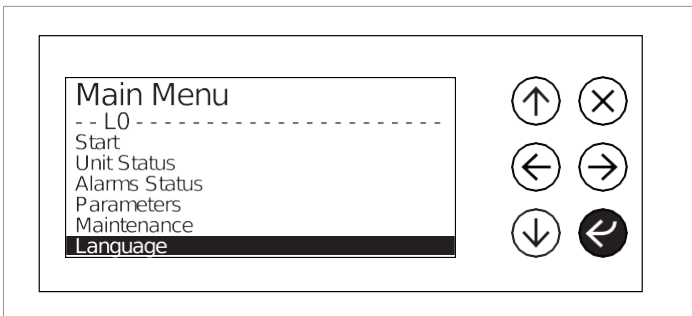 Main Menu
- - L0 - - - - - - - - - - - - - - - - - - - - - -
Start
Unit Status
Alarms Status
Parameters
Maintenance
Language